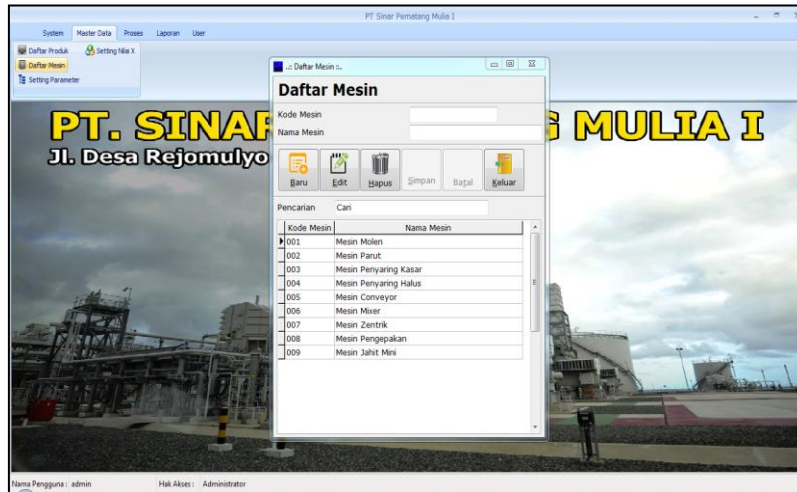 PT Sinar Pematang Mulia I
System Master Data Proses Laporan User
Daftar Produk Setting Nilai X
Daftar Mesin
Setting Parameter
PT. SINAR G MULIA I
Jl. Desa Rejomulyo
..:: Daftar Mesin ::..
Daftar Mesin
Kode Mesin
Nama Mesin
Baru Edit Hapus Simpan Batal Keluar
Pencarian Cari
Kode Mesin Nama Mesin
001 Mesin Molen
002 Mesin Parut
003 Mesin Penyaring Kasar
004 Mesin Penyaring Halus
005 Mesin Conveyor
006 Mesin Mixer
007 Mesin Zentrik
008 Mesin Pengepakan
009 Mesin Jahit Mini
Nama Pengguna : admin Hak Akses : Administrator